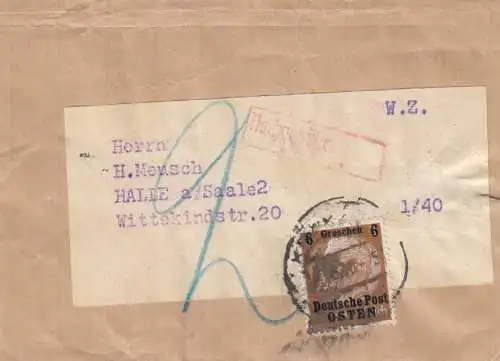 W.Z.
Herrn
H.Mensch
HALLE a/Saale2
Wittekindstr.20
1/40
6 Groschen 6
Deutsche Post
OSTEN